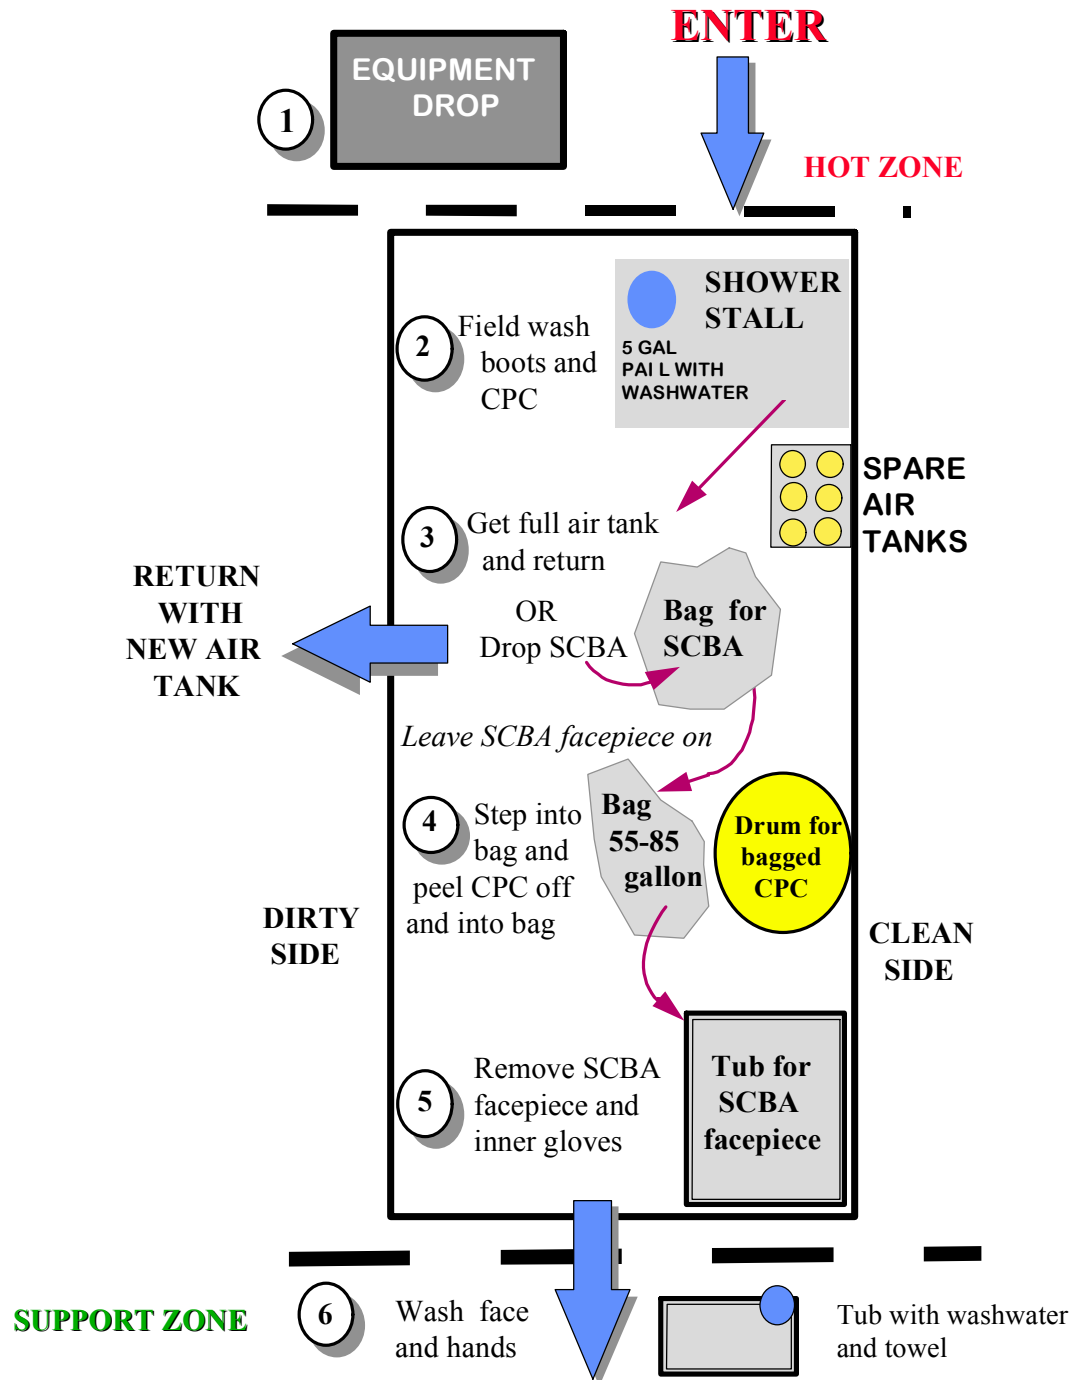 ENTER
EQUIPMENT
DROP
1
HOT ZONE
SHOWER
STALL
5 GAL
PAI L WITH
WASHWATER
2
Field wash
boots and
CPC
SPARE
AIR
TANKS
3
Get full air tank
and return
OR
Drop SCBA
Bag for
SCBA
RETURN
WITH
NEW AIR
TANK
Leave SCBA facepiece on
4
Step into
bag and
peel CPC off
and into bag
Bag
55-85
gallon
Drum for
bagged
CPC
DIRTY
SIDE
CLEAN
SIDE
5
Remove SCBA
facepiece and
inner gloves
Tub for
SCBA
facepiece
SUPPORT ZONE
6
Wash face
and hands
Tub with washwater
and towel